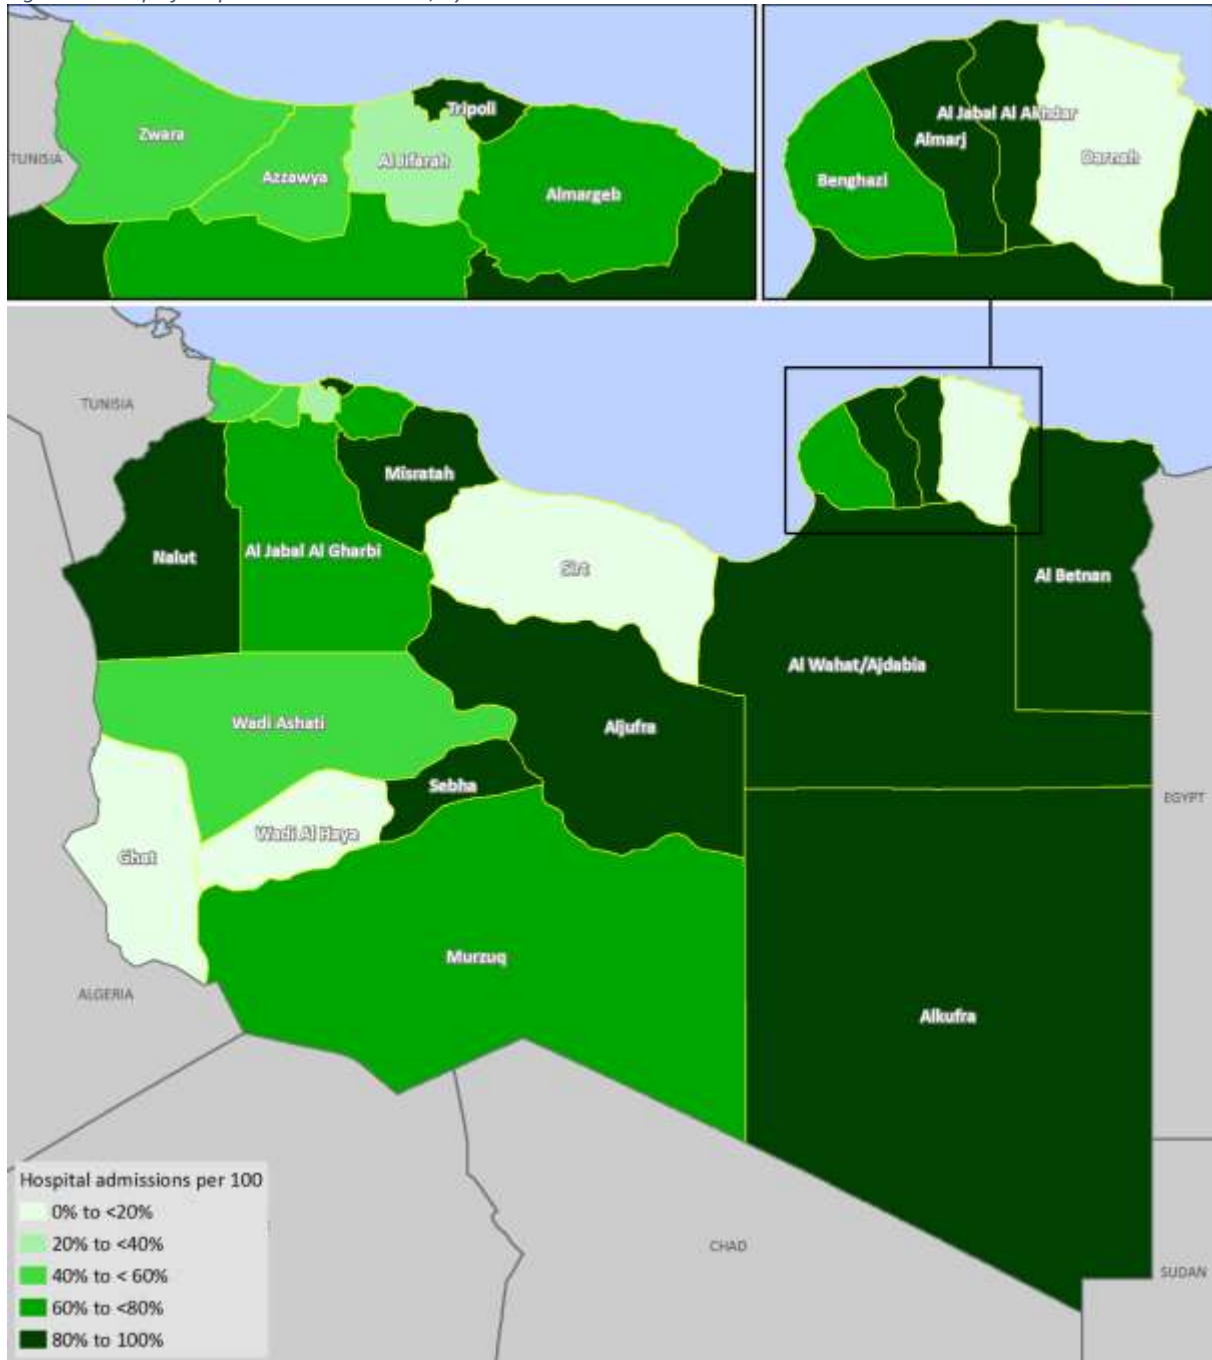 Zwara
TUNISIA
Azzawya
Al Jifarah
Tripoli
Almargeb
Al Jabal Al Akhdar
Almarj
Darnah
Benghazi
TUNISIA
Misratah
Nalut
Al Jabal Al Gharbi
Sirt
Al Betnan
Al Wahat/Ajdabia
Wadi Ashati
Aljufra
Sebha
EGYPT
Wadi Al Haya
Ghat
Murzuq
ALGERIA
Alkufra
CHAD
SUDAN
Hospital admissions per 100
0% to <20%
20% to <40%
40% to < 60%
60% to <80%
80% to 100%